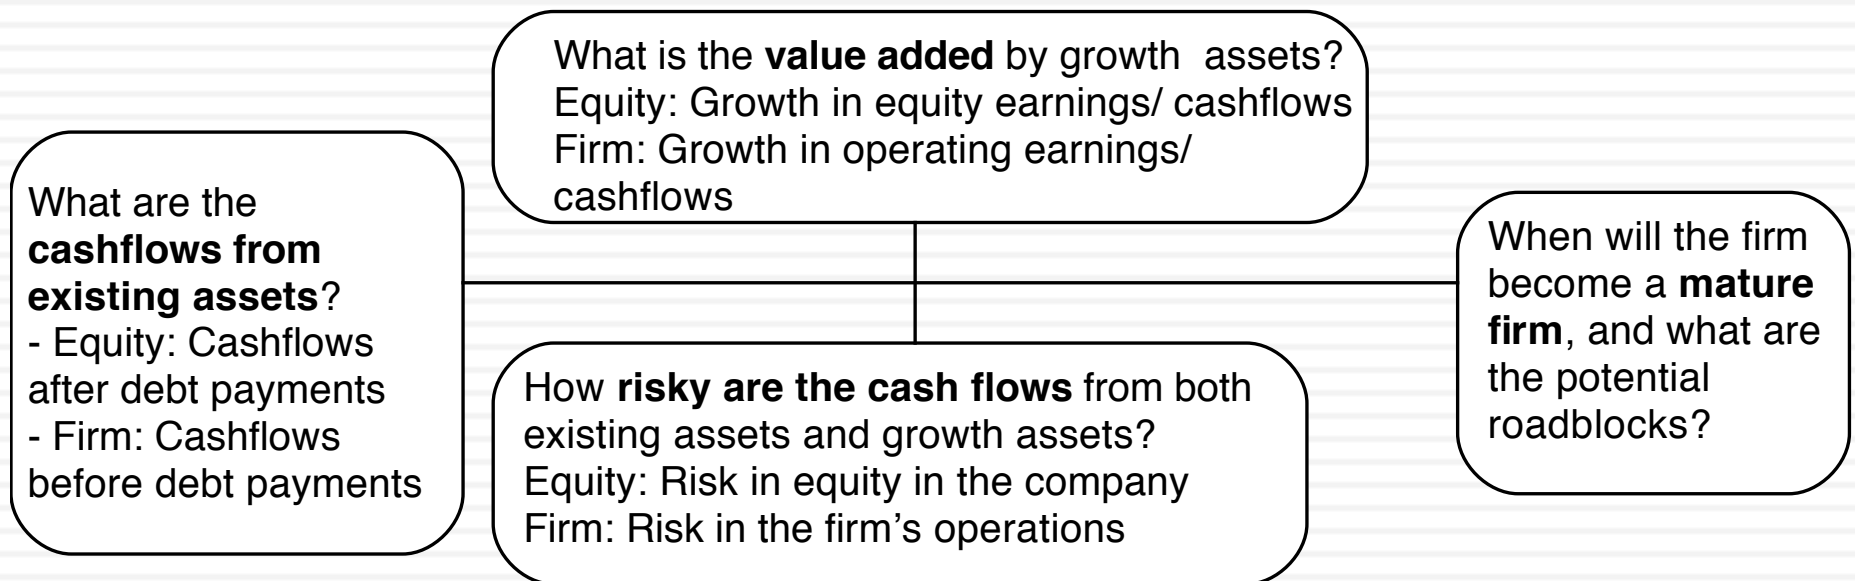 What is the value added by growth  assets?
Equity: Growth in equity earnings/ cashflows
Firm: Growth in operating earnings/
cashflows
What are the
cashflows from
existing assets?
- Equity: Cashflows
after debt payments
- Firm: Cashflows
before debt payments
How risky are the cash flows from both
existing assets and growth assets?
Equity: Risk in equity in the company
Firm: Risk in the firm’s operations
When will the firm
become a mature
firm, and what are
the potential
roadblocks?